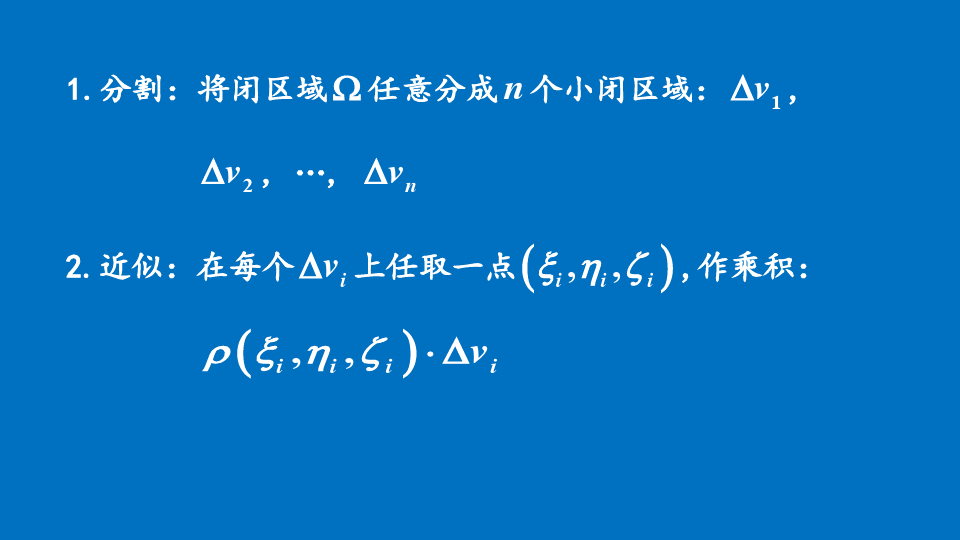 1.分割：将闭区域Ω任意分成n个小闭区域：Δv₁，
Δv₂，⋯，Δvₙ
2.近似：在每个Δvᵢ上任取一点(ξᵢ,ηᵢ,ζᵢ),作乘积：
ρ(ξᵢ,ηᵢ,ζᵢ)·Δvᵢ